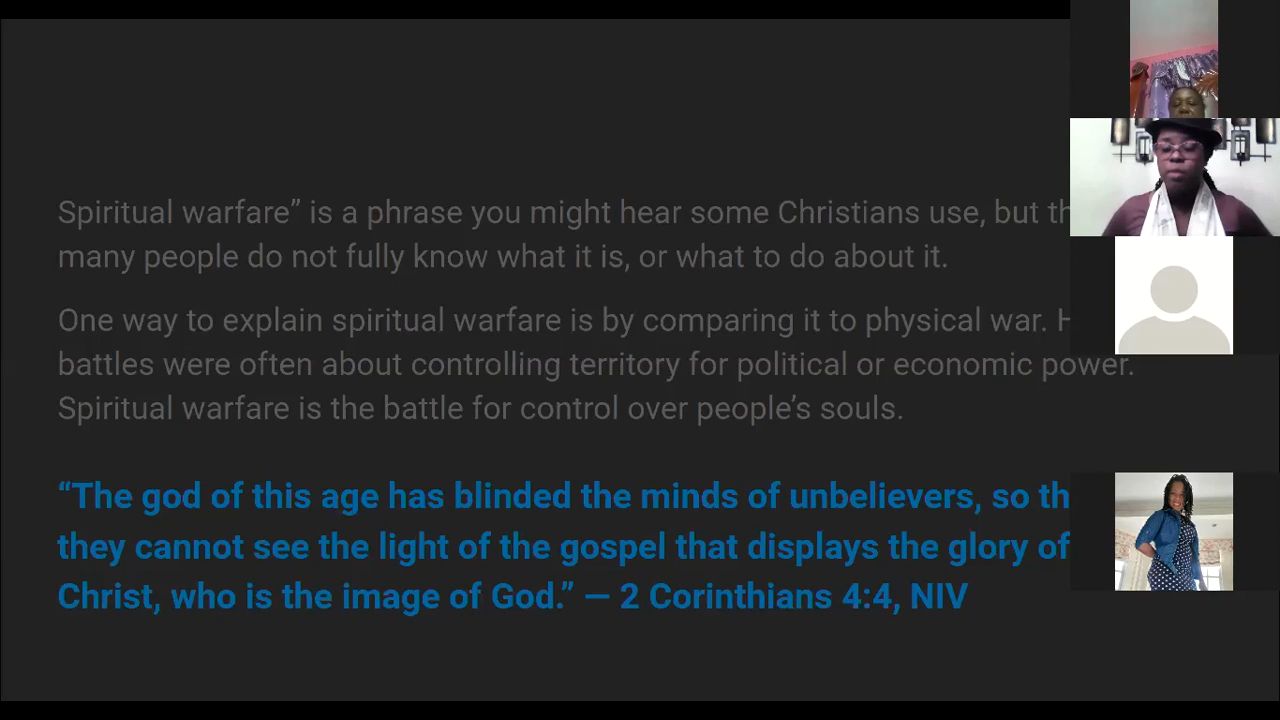 Spiritual warfare” is a phrase you might hear some Christians use, but
many people do not fully know what it is, or what to do about it.
One way to explain spiritual warfare is by comparing it to physical war.
battles were often about controlling territory for political or economic power.
Spiritual warfare is the battle for control over people’s souls.
“The god of this age has blinded the minds of unbelievers, so
they cannot see the light of the gospel that displays the glory of
Christ, who is the image of God.” — 2 Corinthians 4:4, NIV